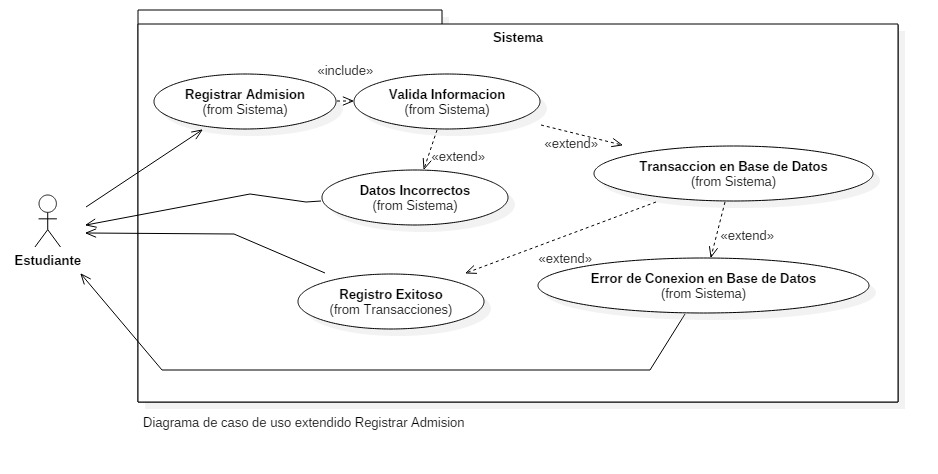 Sistema
«include»
Registrar Admision
(from Sistema)
Valida Informacion
(from Sistema)
«extend»
«extend»
Transaccion en Base de Datos
(from Sistema)
Datos Incorrectos
(from Sistema)
Estudiante
«extend»
«extend»
Registro Exitoso
(from Transacciones)
Error de Conexion en Base de Datos
(from Sistema)
Diagrama de caso de uso extendido Registrar Admision